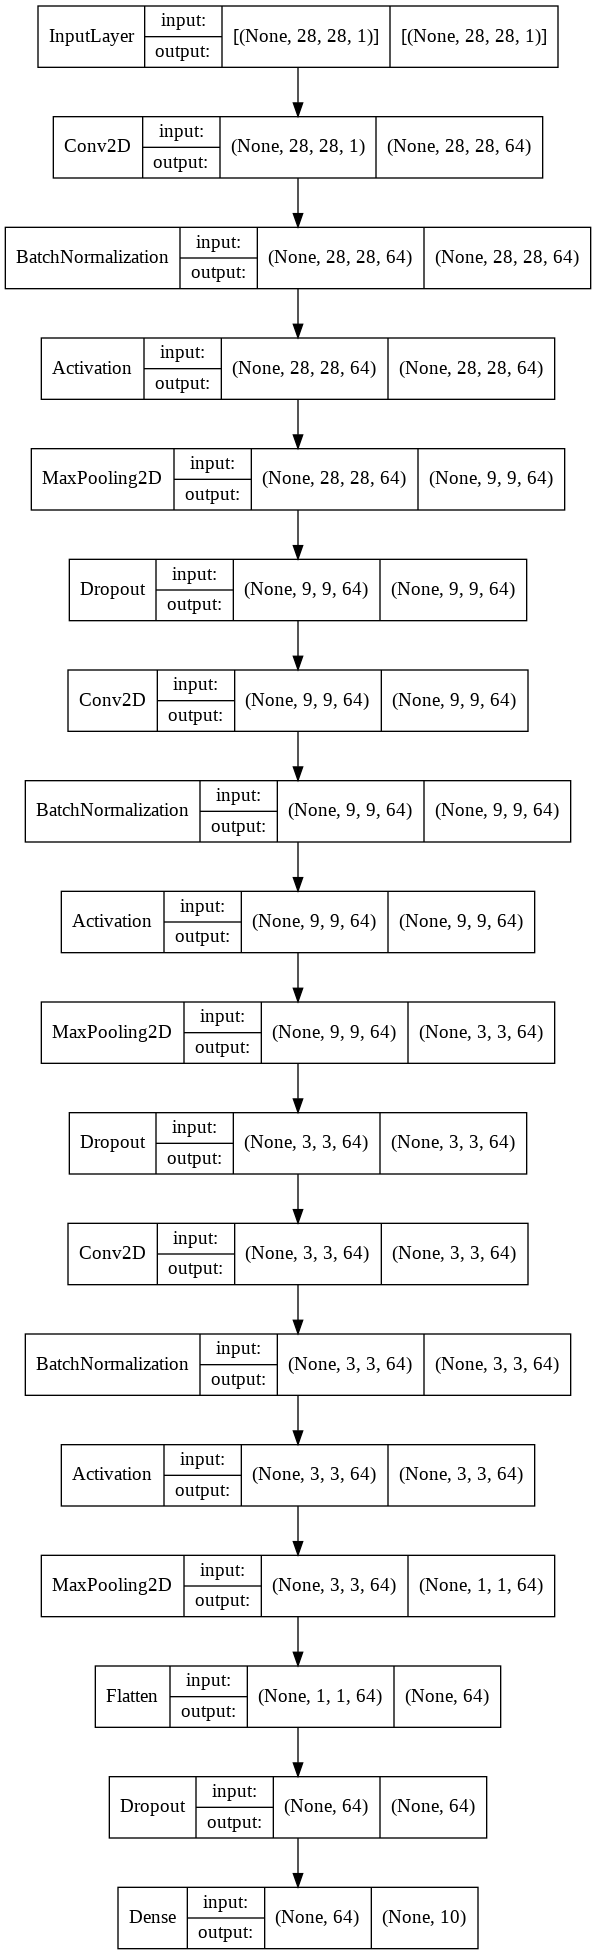 InputLayer input: output: [(None, 28, 28, 1)] [(None, 28, 28, 1)]
Conv2D input: output: (None, 28, 28, 1) (None, 28, 28, 64)
BatchNormalization input: output: (None, 28, 28, 64) (None, 28, 28, 64)
Activation input: output: (None, 28, 28, 64) (None, 28, 28, 64)
MaxPooling2D input: output: (None, 28, 28, 64) (None, 9, 9, 64)
Dropout input: output: (None, 9, 9, 64) (None, 9, 9, 64)
Conv2D input: output: (None, 9, 9, 64) (None, 9, 9, 64)
BatchNormalization input: output: (None, 9, 9, 64) (None, 9, 9, 64)
Activation input: output: (None, 9, 9, 64) (None, 9, 9, 64)
MaxPooling2D input: output: (None, 9, 9, 64) (None, 3, 3, 64)
Dropout input: output: (None, 3, 3, 64) (None, 3, 3, 64)
Conv2D input: output: (None, 3, 3, 64) (None, 3, 3, 64)
BatchNormalization input: output: (None, 3, 3, 64) (None, 3, 3, 64)
Activation input: output: (None, 3, 3, 64) (None, 3, 3, 64)
MaxPooling2D input: output: (None, 3, 3, 64) (None, 1, 1, 64)
Flatten input: output: (None, 1, 1, 64) (None, 64)
Dropout input: output: (None, 64) (None, 64)
Dense input: output: (None, 64) (None, 10)